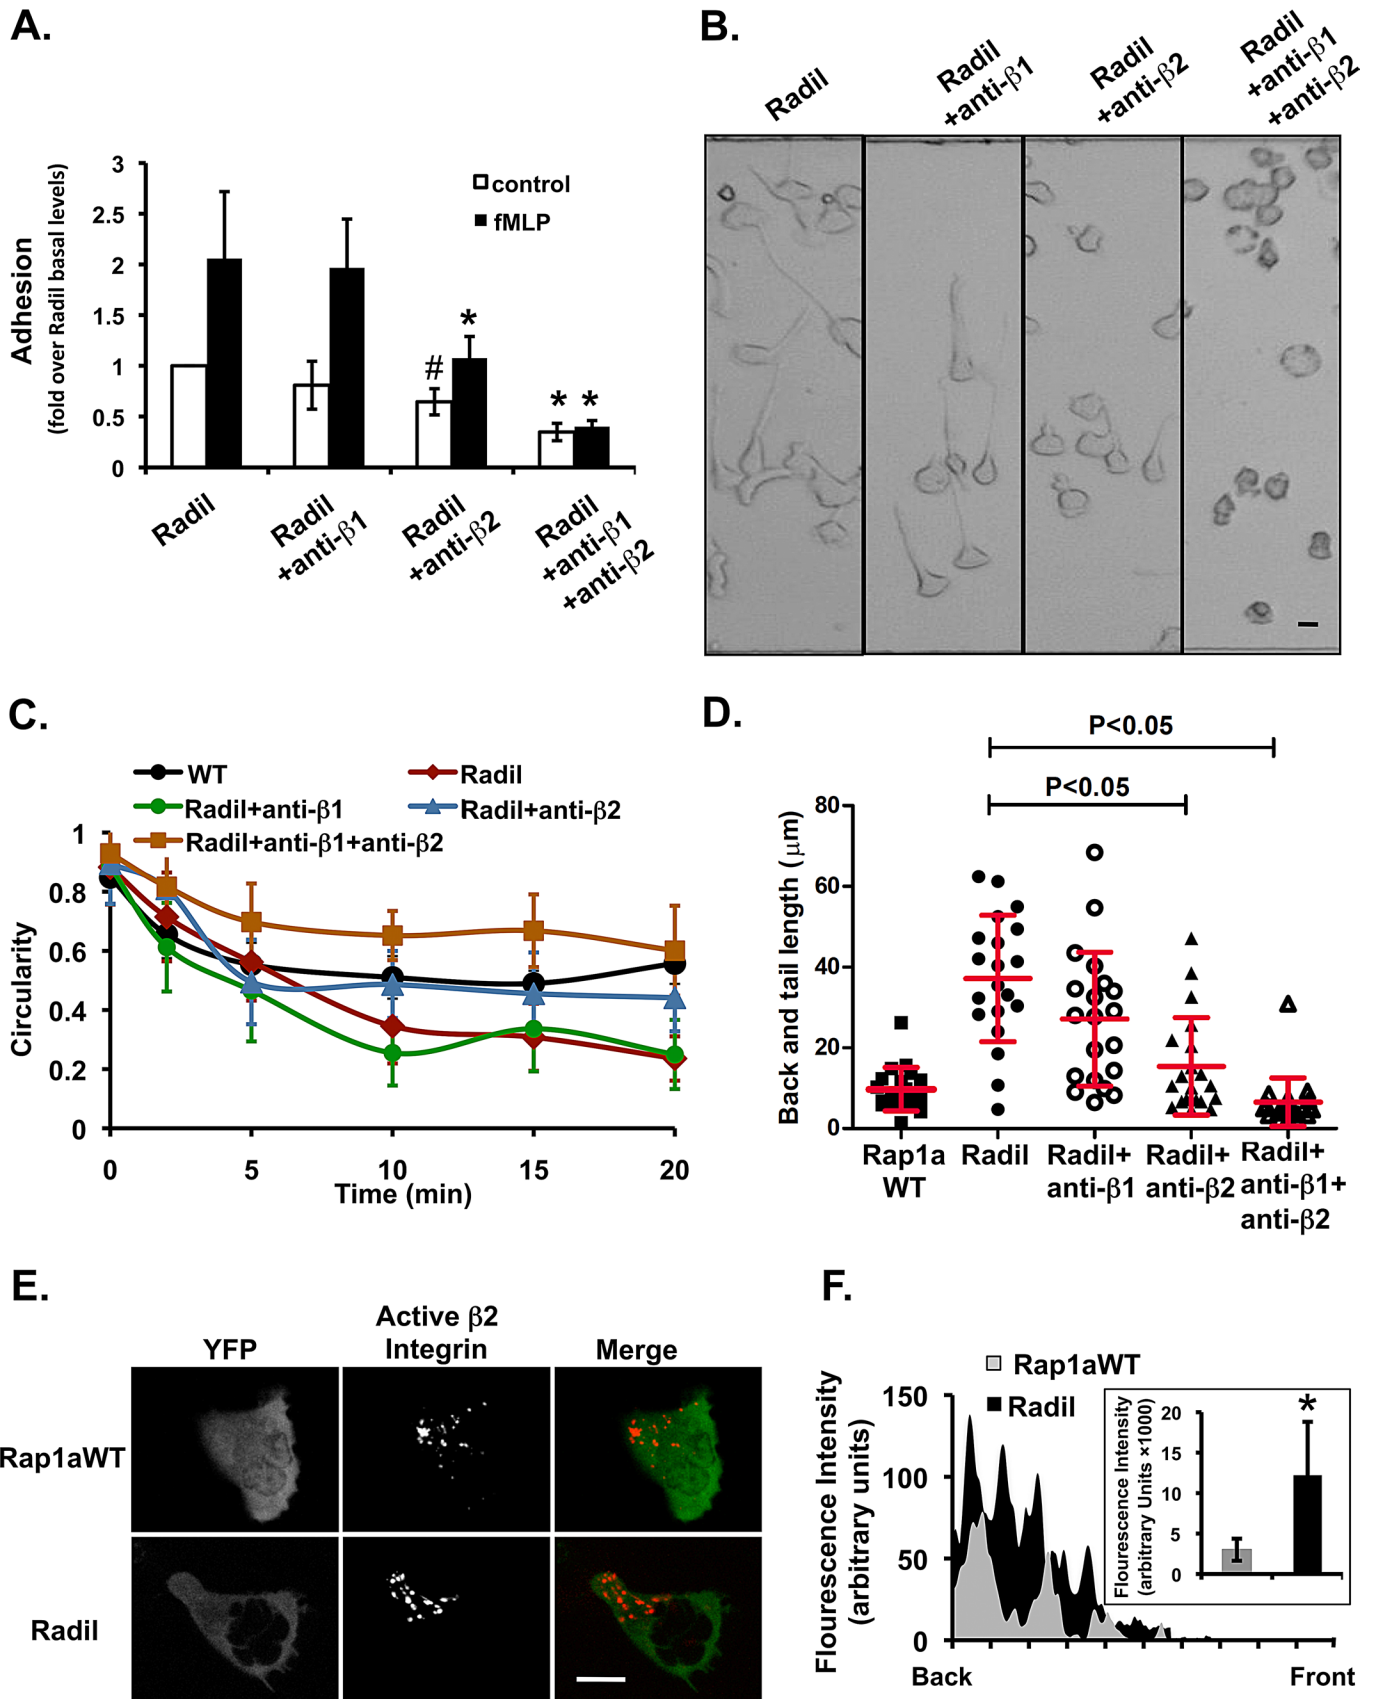 A.
Adhesion
(fold over Radil basal levels)
3
2.5
2
1.5
1
0.5
0
control
fMLP
#
*
*
*
Radil
Radil
+anti-β1
Radil
+anti-β2
Radil
+anti-β1
+anti-β2
B.
Radil
Radil
+anti-β1
Radil
+anti-β2
Radil
+anti-β1
+anti-β2
C.
WT
Radil
Radil+anti-β1
Radil+anti-β2
Radil+anti-β1+anti-β2
Circularity
1
0.8
0.6
0.4
0.2
0
0
5
10
15
20
Time (min)
D.
P<0.05
P<0.05
Back and tail length (μm)
80
60
40
20
0
Rap1a
WT
Radil
Radil+
anti-β1
Radil+
anti-β2
Radil+
anti-β1+
anti-β2
E.
YFP
Active β2
Integrin
Merge
Rap1aWT
Radil
F.
Rap1aWT
Radil
Flourescence Intensity
(arbitrary units)
150
100
50
0
Back
Front
Flourescence Intensity
(arbitrary Units ×1000)
20
15
10
5
0
*